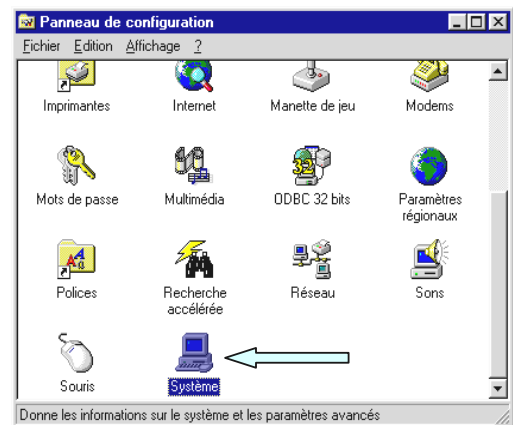 Panneau de configuration
Fichier Edition Affichage ?
Imprimantes
Internet
Manette de jeu
Modems
32
Mots de passe
Multimédia
ODBC 32 bits
Paramètres
régionaux
Polices
Recherche
accélérée
Réseau
Sons
Souris
Système
Donne les informations sur le système et les paramètres avancés